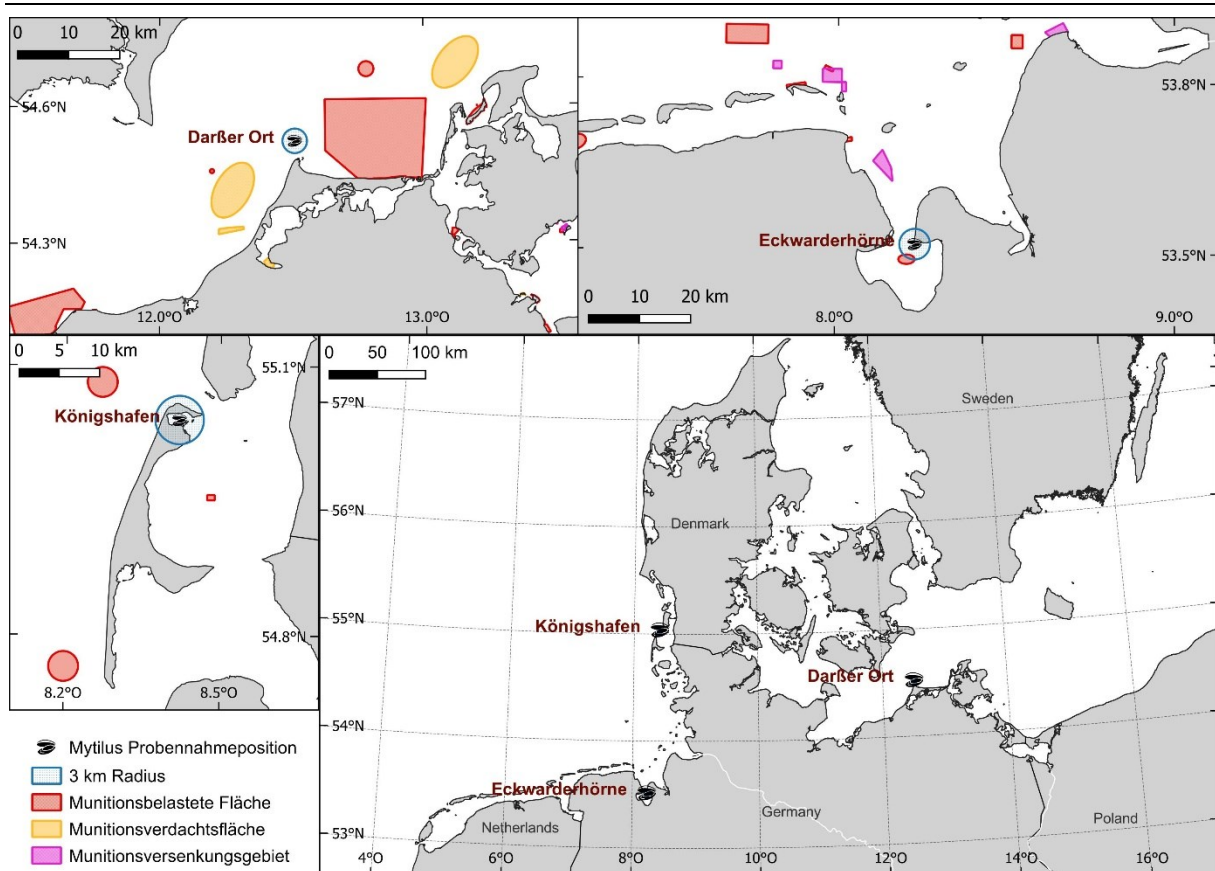 0 10 20 km
54.6°N
Darßer Ort
54.3°N
12.0°O
13.0°O
53.8°N
Eckwarderhörne
53.5°N
0 10 20 km
8.0°O
9.0°O
0 5 10 km
55.1°N
Königshafen
54.8°N
8.2°O
8.5°O
0 50 100 km
57°N
Sweden
Denmark
56°N
Königshafen
55°N
Darßer Ort
54°N
Eckwarderhörne
Germany
Poland
53°N
Netherlands
4°O
6°O
8°O
10°O
12°O
14°O
16°O
Mytilus Probennahmeposition
3 km Radius
Munitionsbelastete Fläche
Munitionsverdachtsfläche
Munitionsversenkungsgebiet